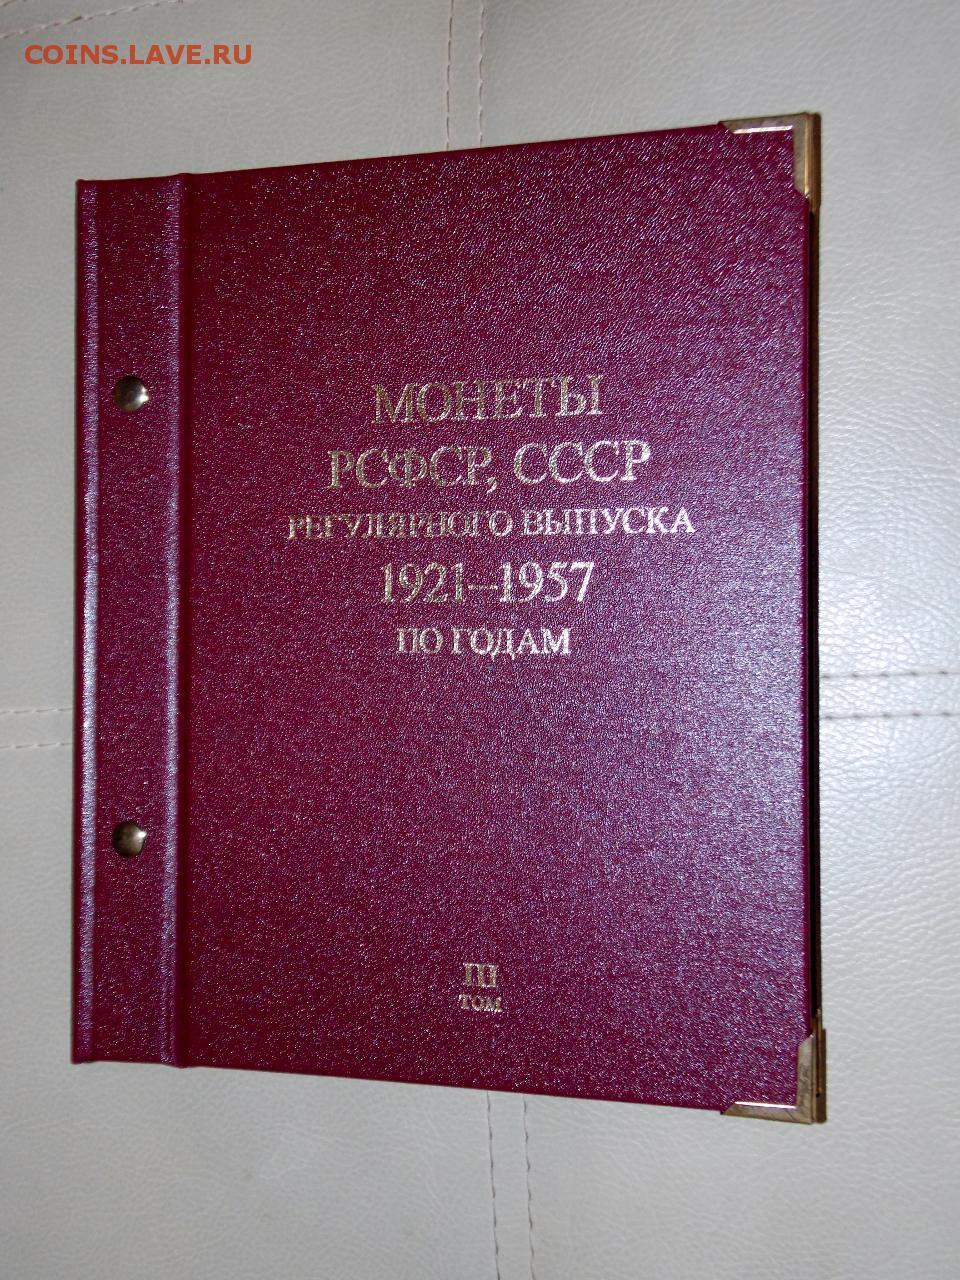 COINS.LAVE.RU
МОНЕТЫ
РСФСР, СССР
РЕГУЛЯРНОГО ВЫПУСКА
1921–1957
ПО ГОДАМ
III
ТОМ